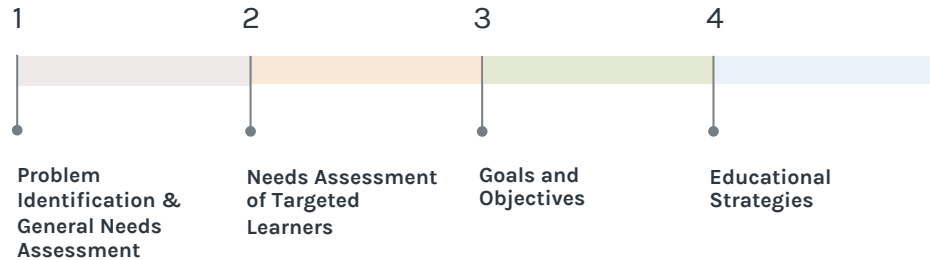 1
2
3
4
Problem
Identification &
General Needs
Assessment
Needs Assessment
of Targeted
Learners
Goals and
Objectives
Educational
Strategies